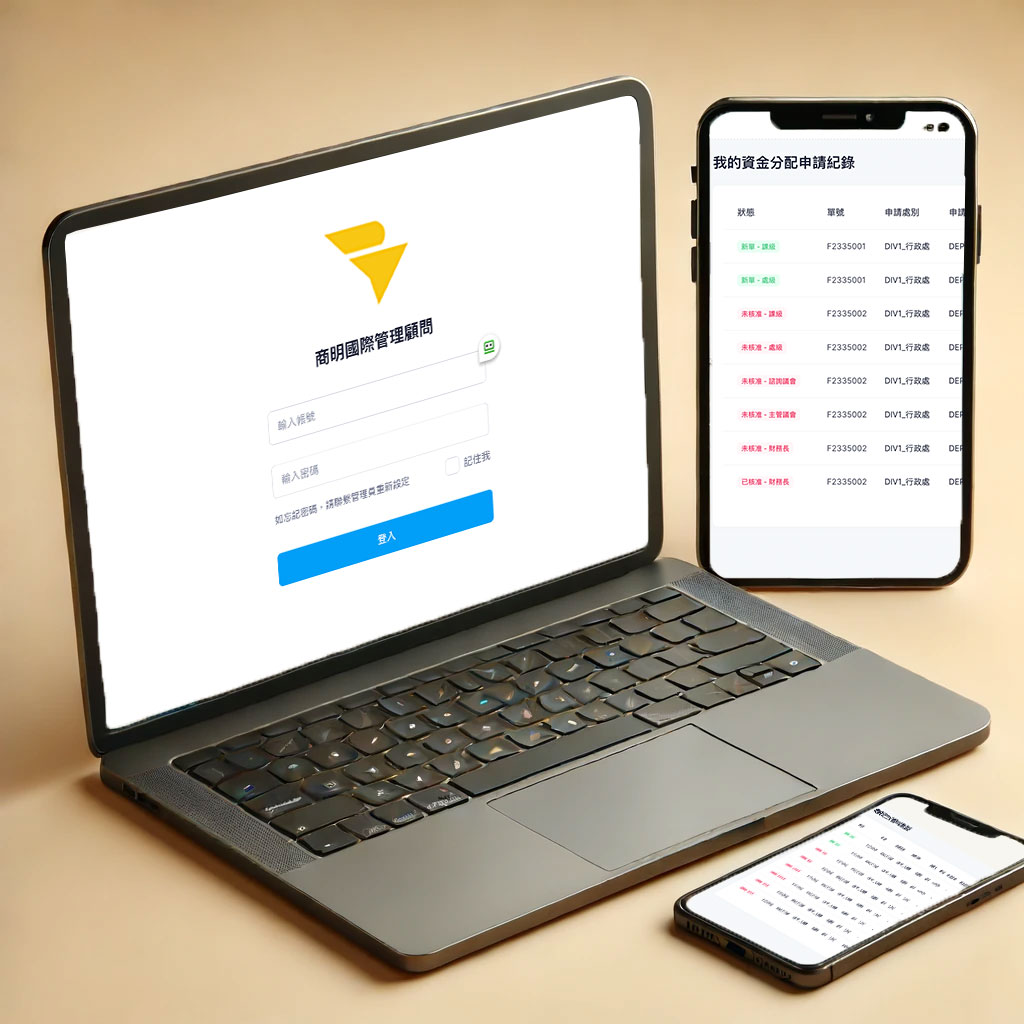 商明國際管理顧問
輸入帳號
輸入密碼
記住我
如忘記密碼，請聯繫管理員重新設定
登入
我的資金分配申請紀錄
狀態 單號 申請處別 申請
新單 - 課級 F2335001 DIV1_行政處 DEP
新單 - 處級 F2335001 DIV1_行政處 DEP
未核准 - 課級 F2335002 DIV1_行政處 DEP
未核准 - 處級 F2335002 DIV1_行政處 DEP
未核准 - 諮詢議會 F2335002 DIV1_行政處 DEP
未核准 - 主管議會 F2335002 DIV1_行政處 DEP
未核准 - 財務長 F2335002 DIV1_行政處 DEP
已核准 - 財務長 F2335002 DIV1_行政處 DEP